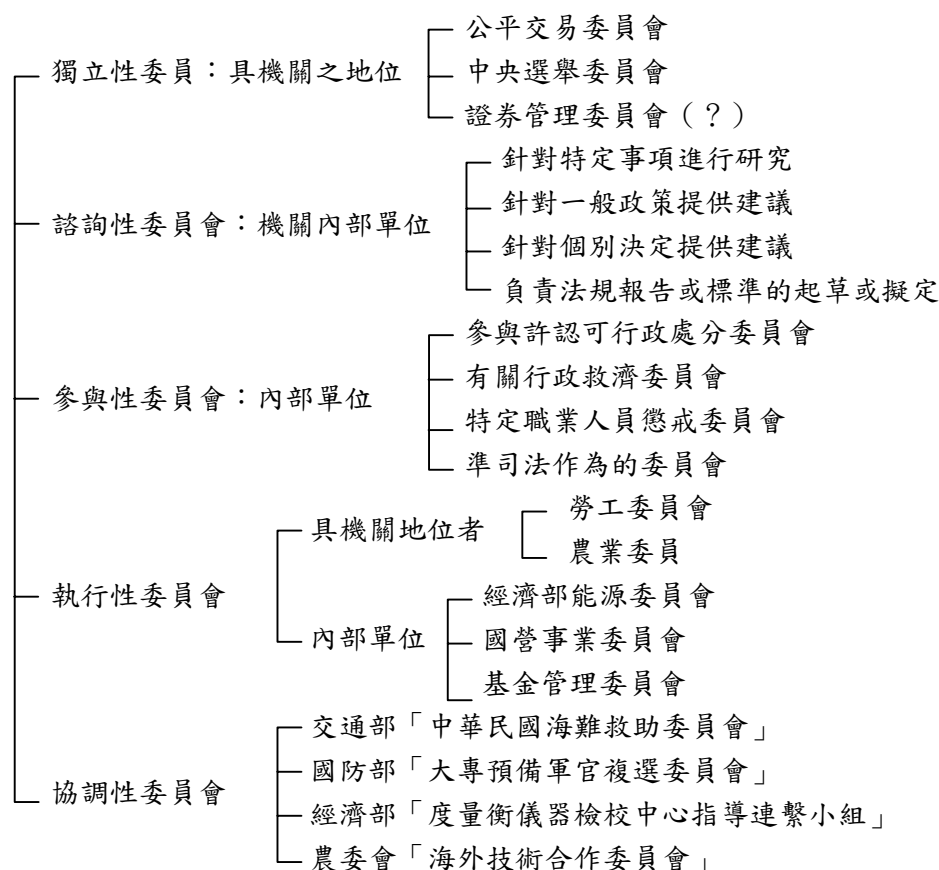 公平交易委員會
獨立性委員：具機關之地位
中央選舉委員會
證券管理委員會（？）
針對特定事項進行研究
針對一般政策提供建議
諮詢性委員會：機關內部單位
針對個別決定提供建議
負責法規報告或標準的起草或擬定
參與許認可行政處分委員會
有關行政救濟委員會
參與性委員會：內部單位
特定職業人員懲戒委員會
準司法作為的委員會
勞工委員會
具機關地位者
農業委員
執行性委員會
經濟部能源委員會
內部單位
國營事業委員會
基金管理委員會
交通部「中華民國海難救助委員會」
國防部「大專預備軍官複選委員會」
協調性委員會
經濟部「度量衡儀器檢校中心指導連繫小組」
農委會「海外技術合作委員會」